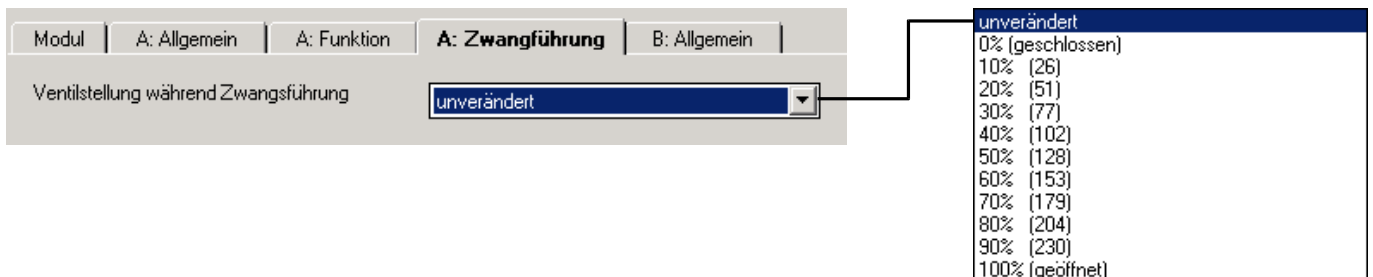 Modul A: Allgemein A: Funktion A: Zwangführung B: Allgemein
Ventilstellung während Zwangsführung unverändert
unverändert
0% (geschlossen)
10% (26)
20% (51)
30% (77)
40% (102)
50% (128)
60% (153)
70% (179)
80% (204)
90% (230)
100% (geöffnet)